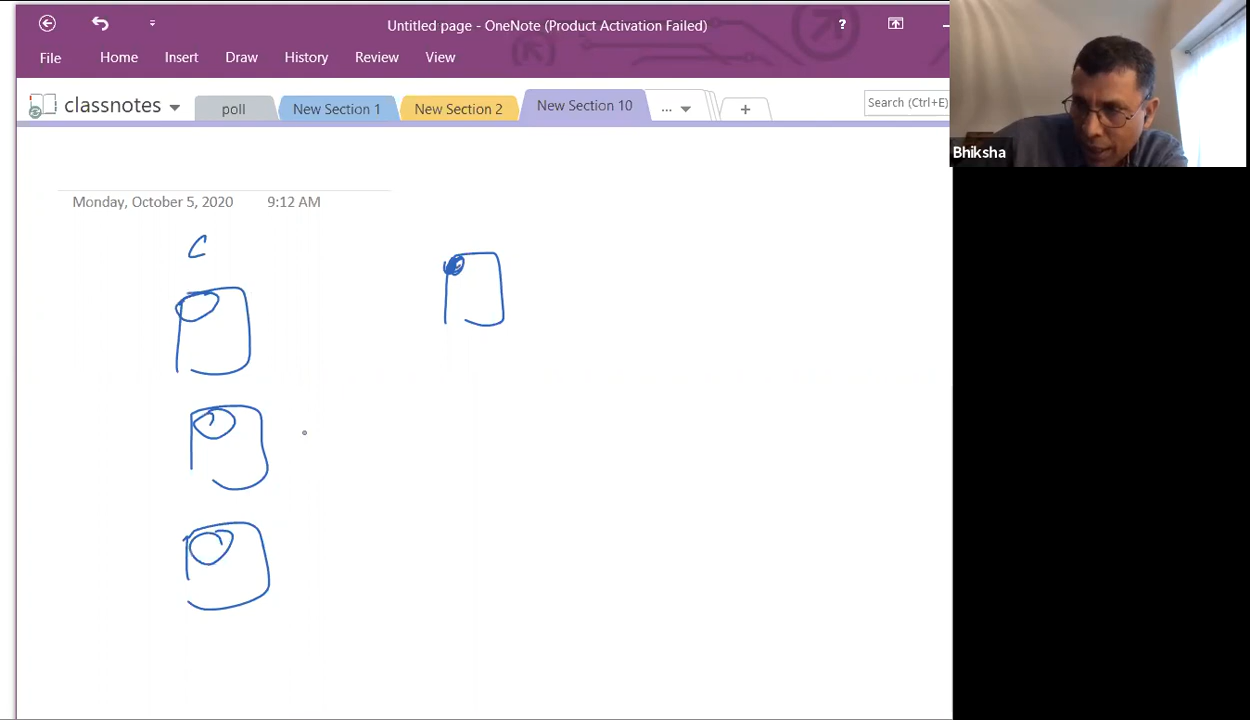 Untitled page - OneNote (Product Activation Failed)
?
File Home Insert Draw History Review View
classnotes poll New Section 1 New Section 2 New Section 10 ... + Search (Ctrl+E)
Bhiksha
Monday, October 5, 2020 9:12 AM
C